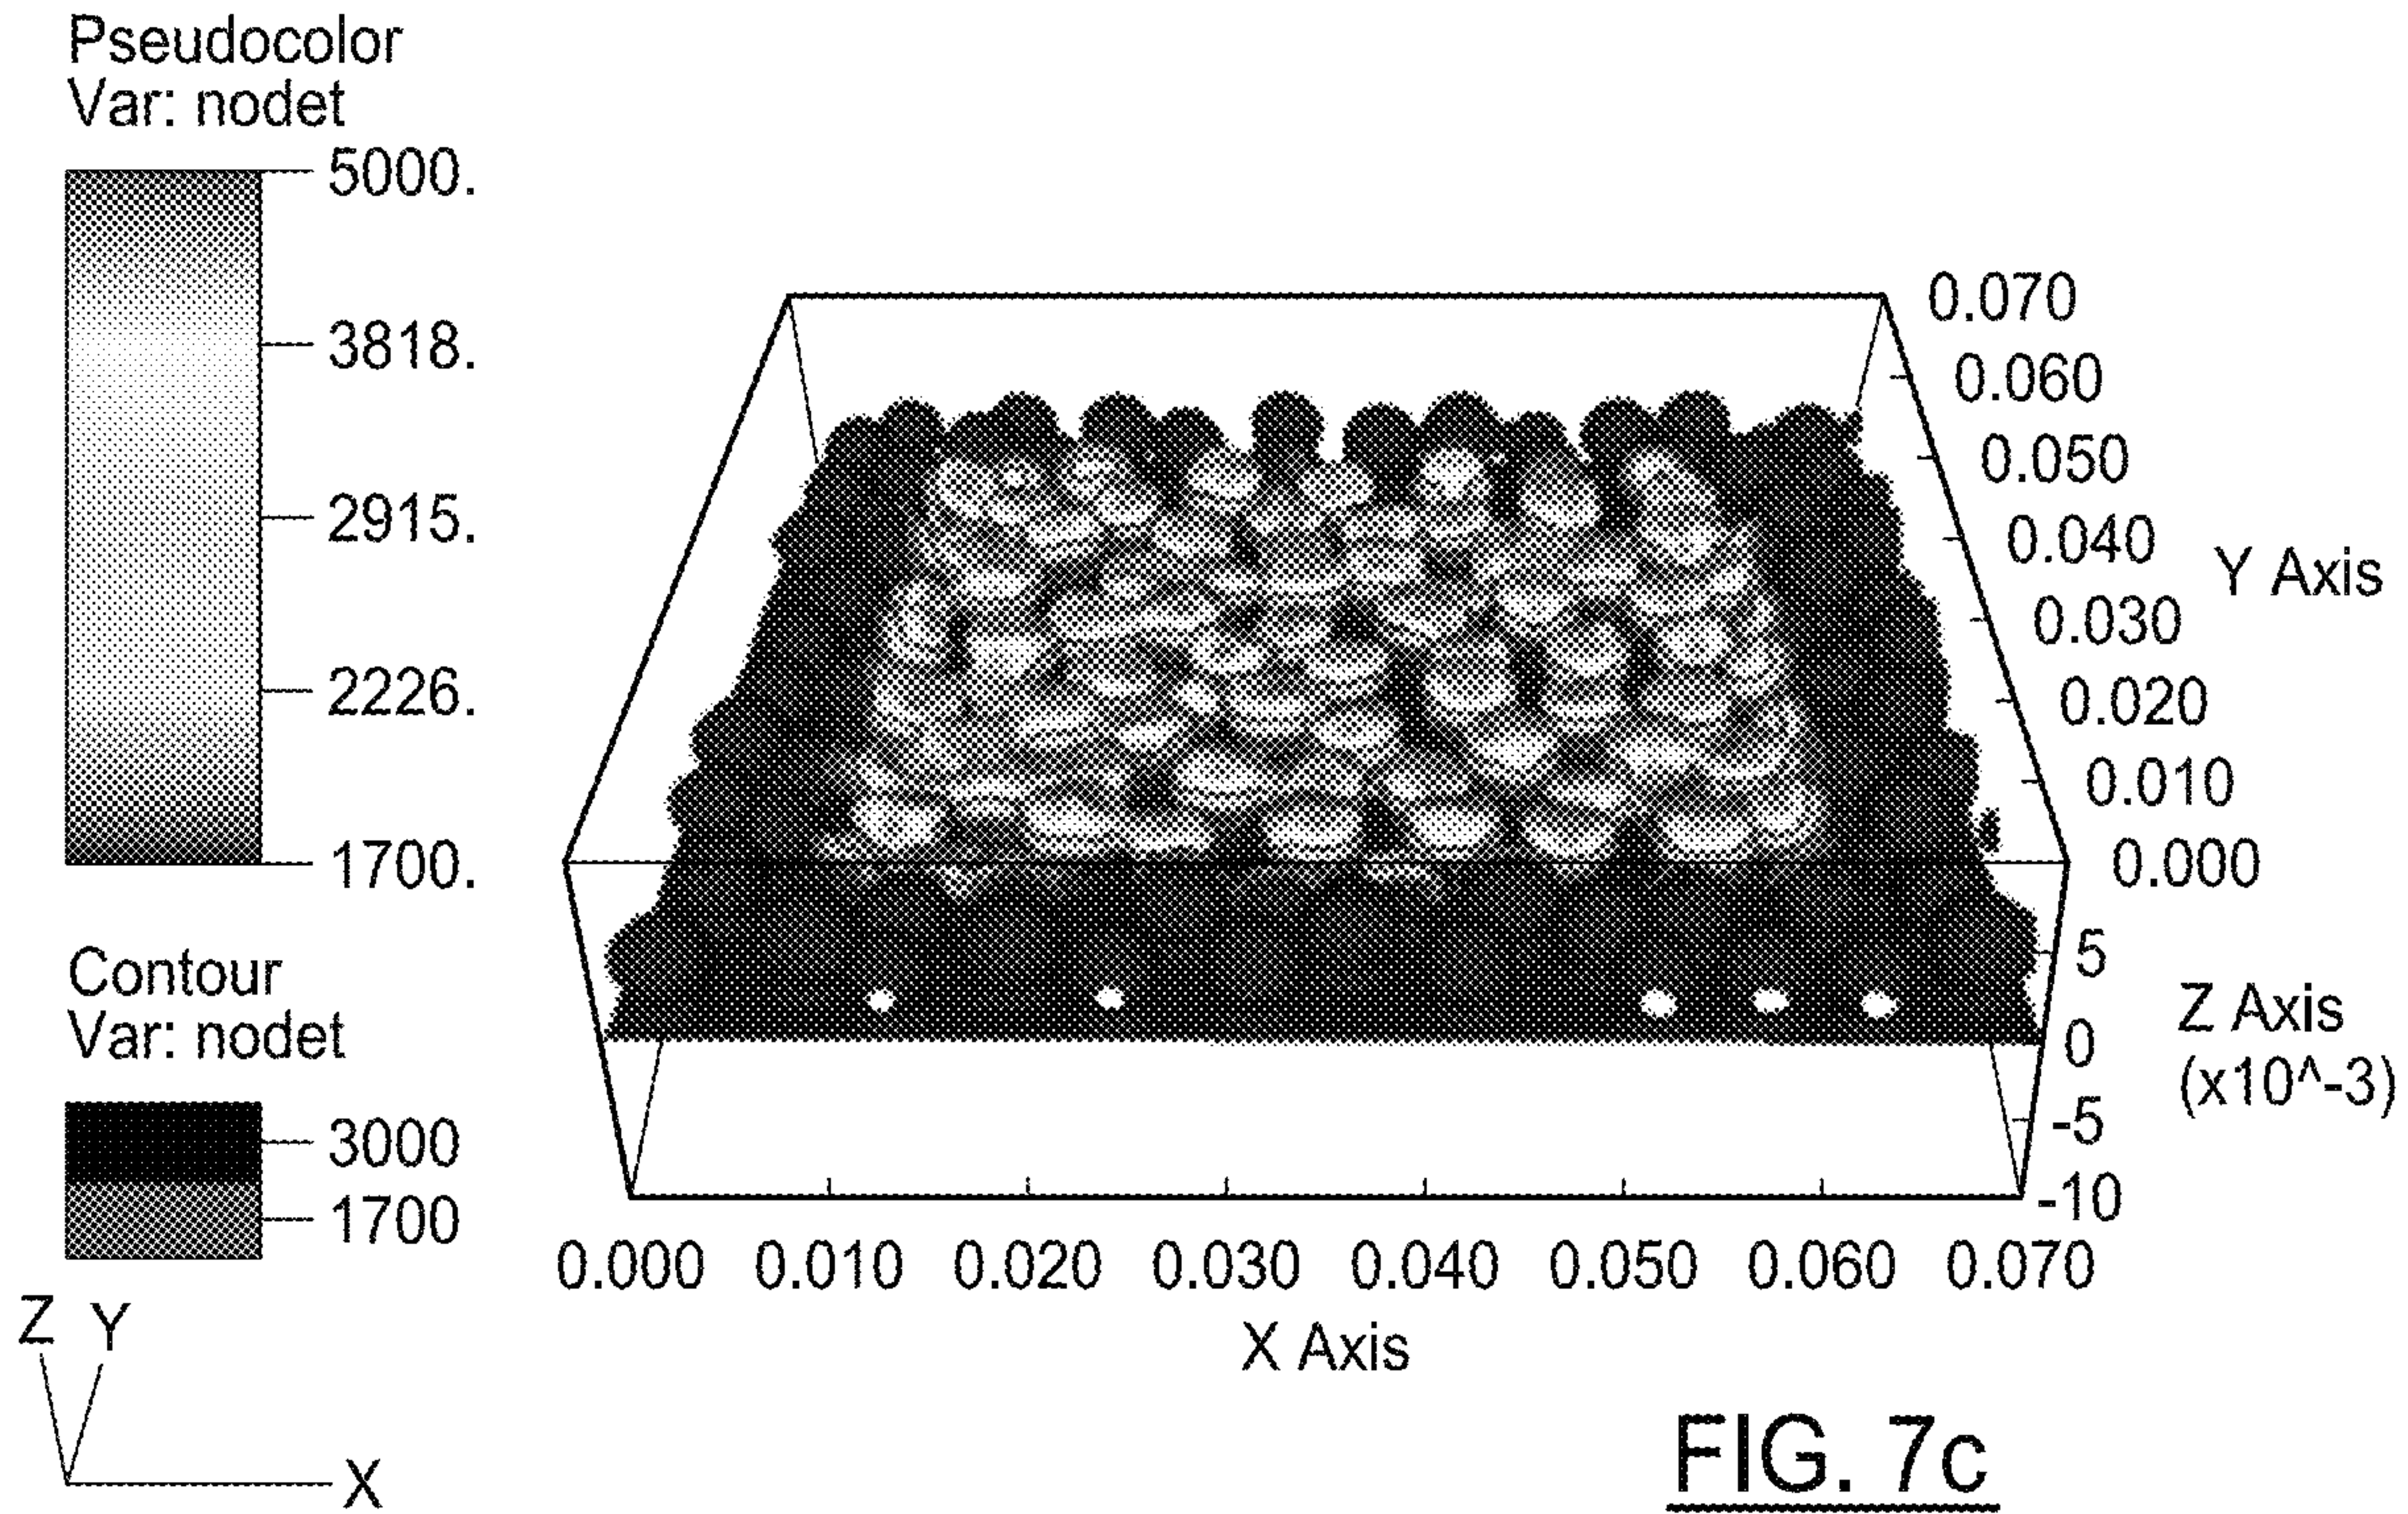 Pseudocolor
Var: nodet
5000.
3818.
2915.
2226.
1700.
Contour
Var: nodet
3000
1700
Z Y
X
0.070
0.060
0.050
0.040
0.030
0.020
0.010
0.000
Y Axis
5
0
-5
-10
Z Axis
(x10^-3)
0.000 0.010 0.020 0.030 0.040 0.050 0.060 0.070
X Axis
FIG. 7c